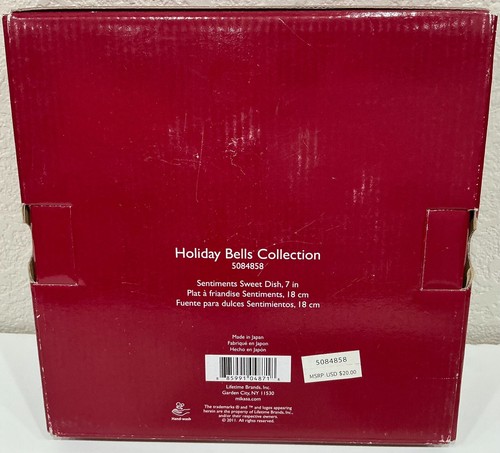 Holiday Bells Collection
5084858
Sentiments Sweet Dish, 7 in
Plat à friandise Sentiments, 18 cm
Fuente para dulces Sentimientos, 18 cm
Made in Japan
Fabriqué en Japon
Hecho en Japón
Lifetime Brands, Inc.
Garden City, NY 11530
mikasa.com
5084858
MSRP USD $20.00
Hand wash
The trademarks ® and ™ and logos appearing
herein are the property of Lifetime Brands, Inc.
and/or their respective owners.
© 2011. All rights reserved.